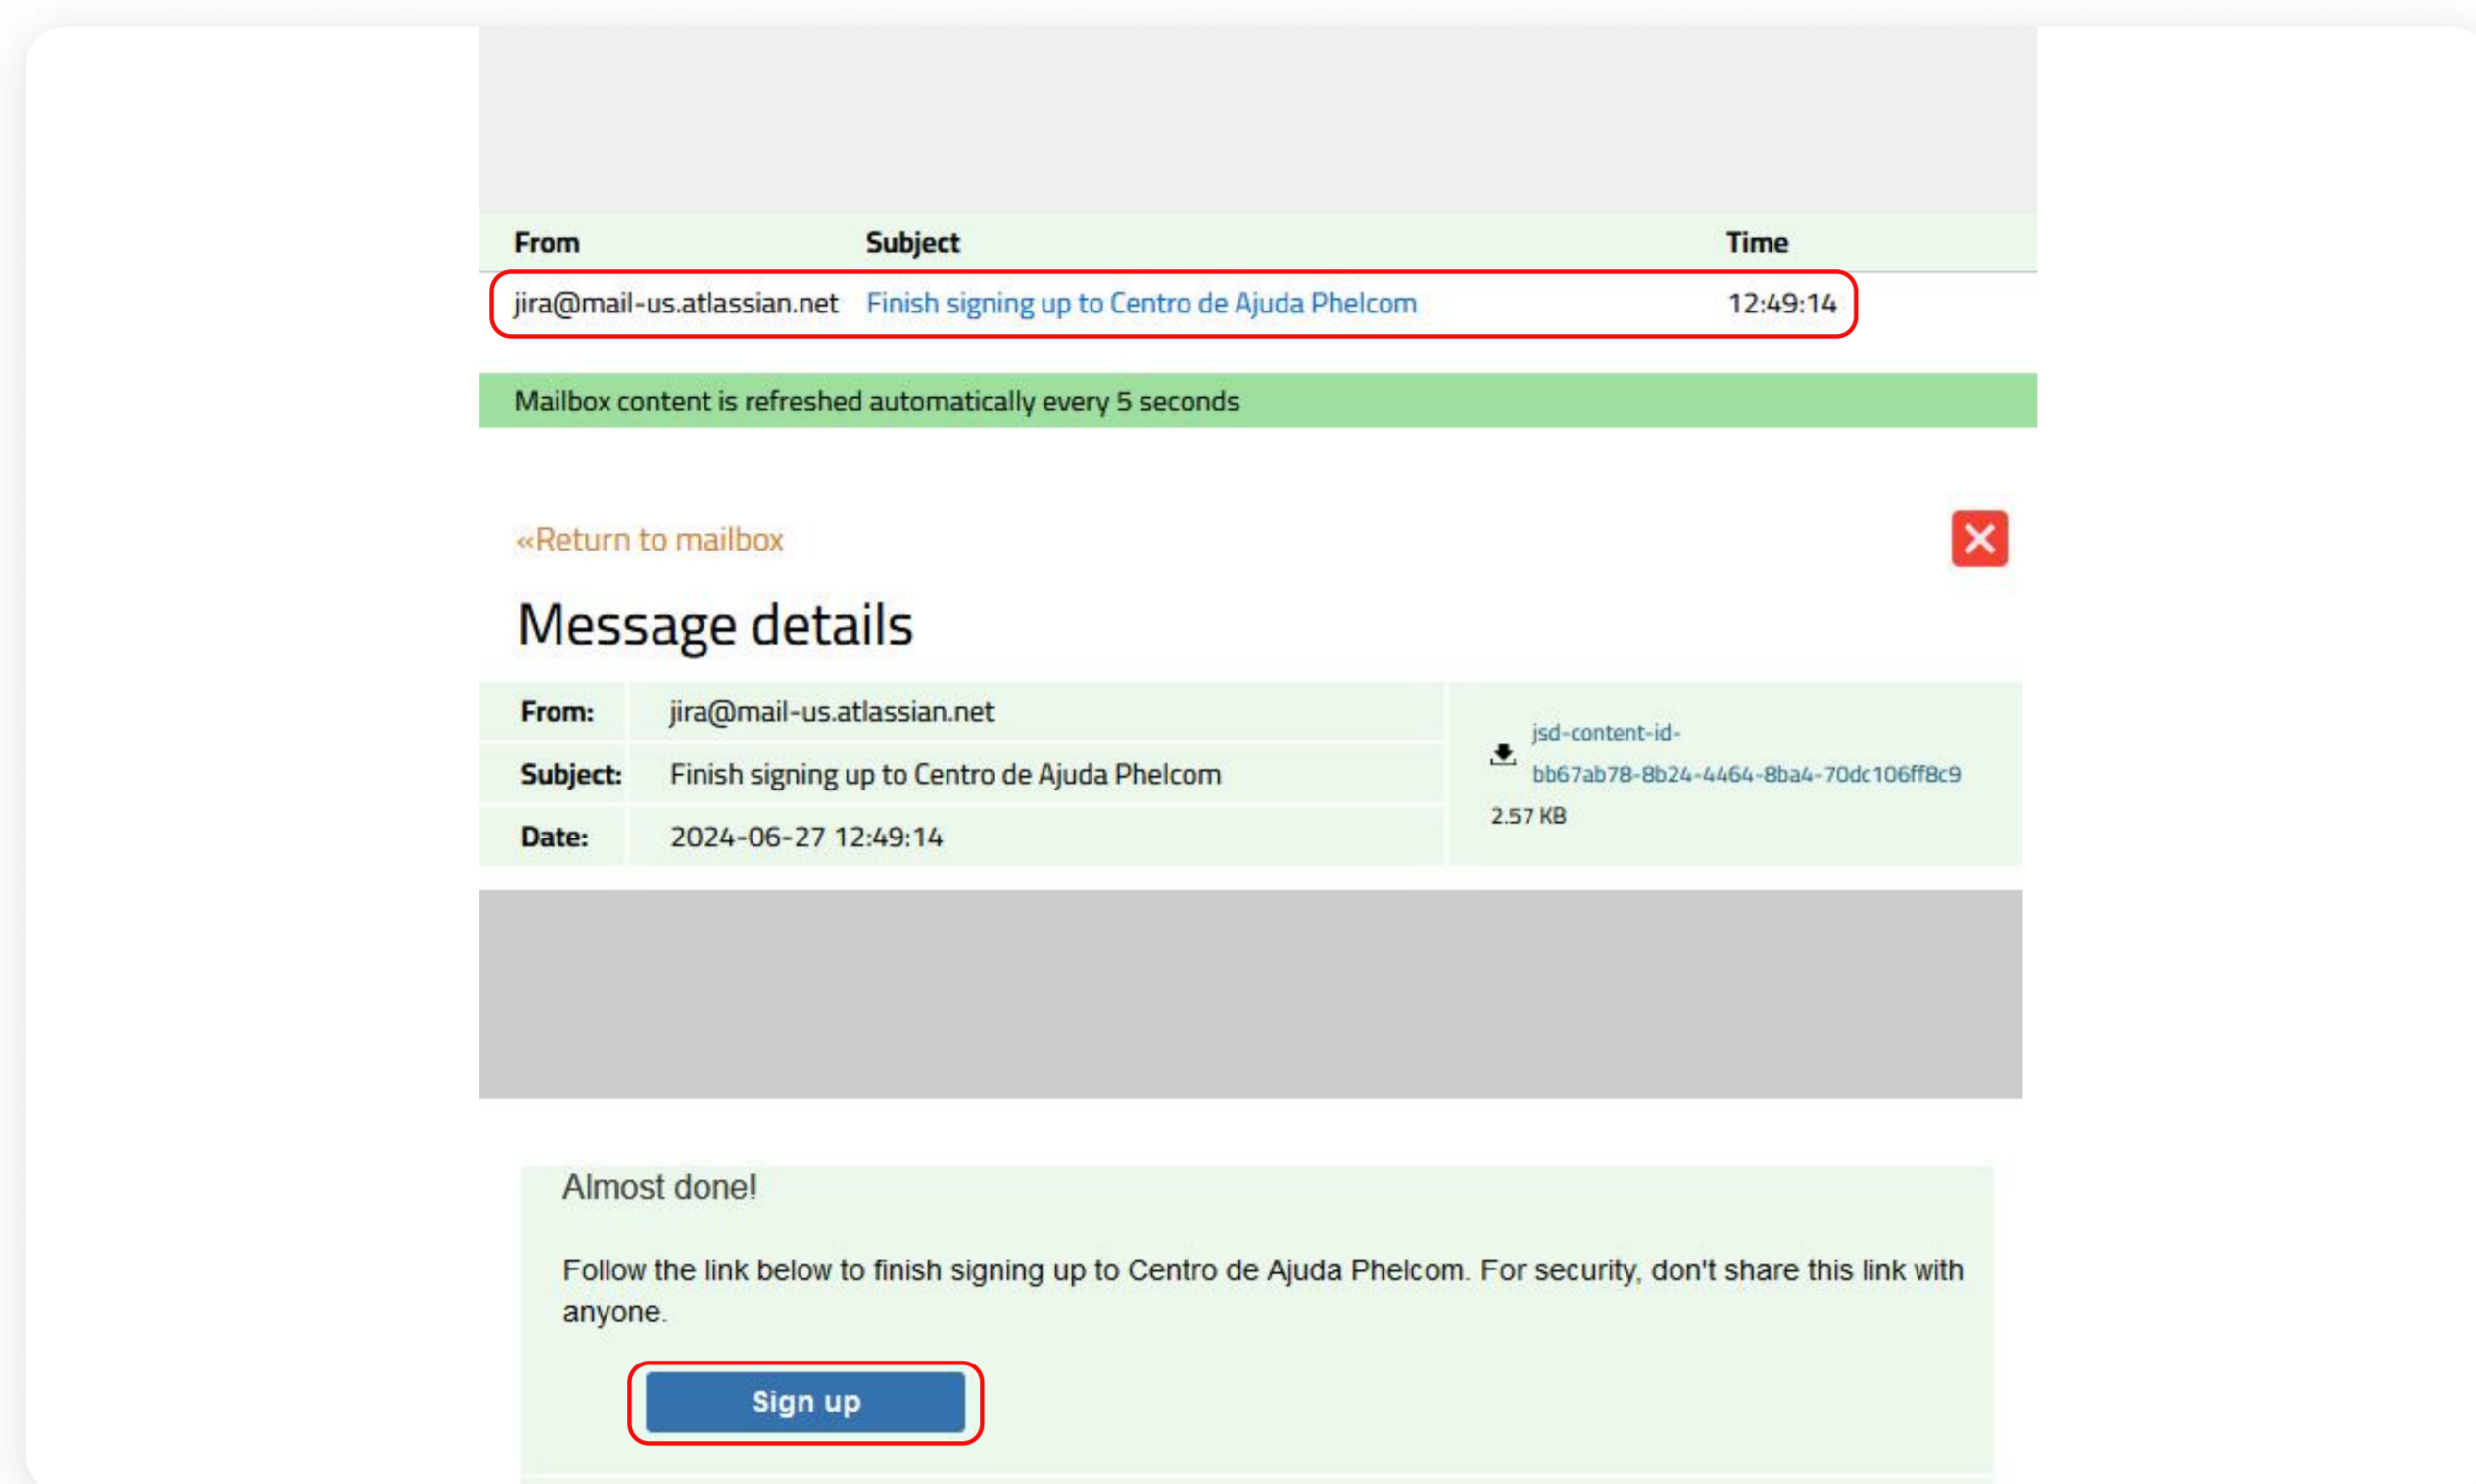 From Subject Time
jira@mail-us.atlassian.net Finish signing up to Centro de Ajuda Phelcom 12:49:14
Mailbox content is refreshed automatically every 5 seconds
«Return to mailbox
Message details
From: jira@mail-us.atlassian.net
Subject: Finish signing up to Centro de Ajuda Phelcom
Date: 2024-06-27 12:49:14
jsd-content-id-
bb67ab78-8b24-4464-8ba4-70dc106ff8c9
2.57 KB
Almost done!
Follow the link below to finish signing up to Centro de Ajuda Phelcom. For security, don't share this link with
anyone.
Sign up